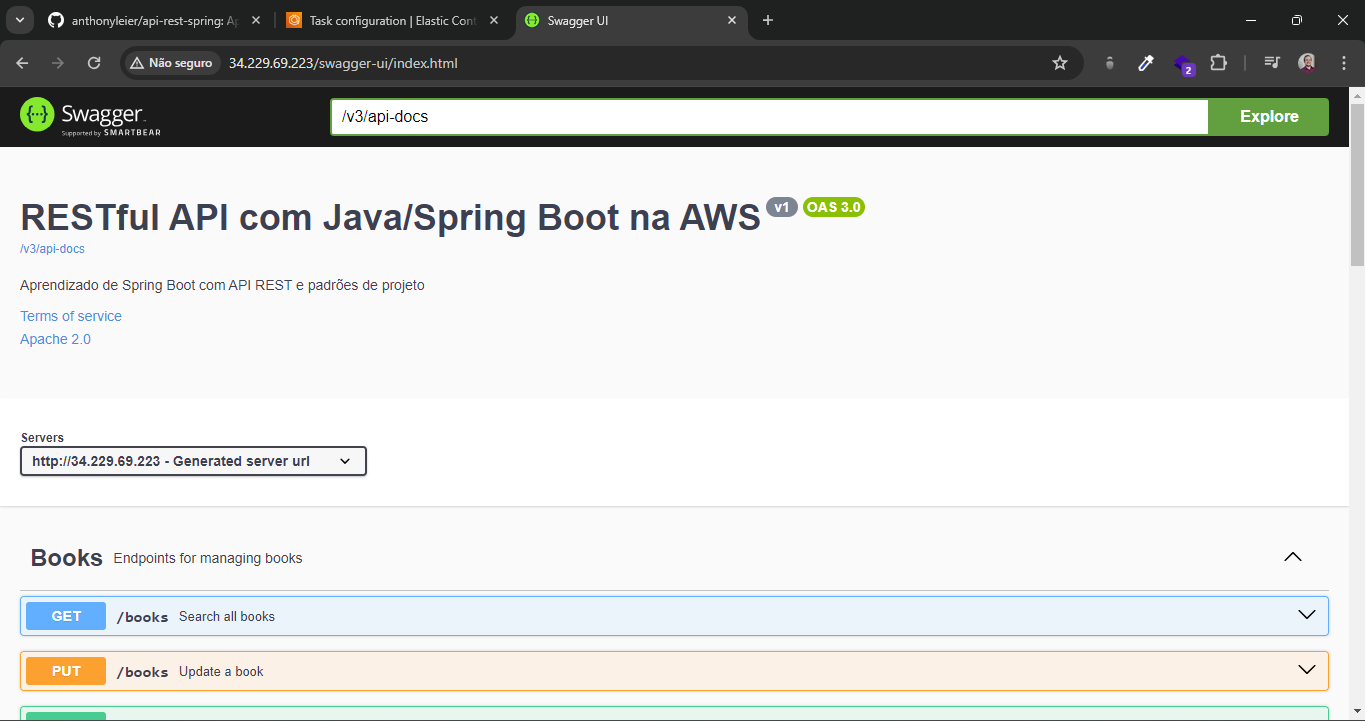 anthonyleier/api-rest-spring: Ap
Task configuration | Elastic Cont
Swagger UI
Não seguro
34.229.69.223/swagger-ui/index.html
2
Swagger
Supported by SMARTBEAR
/v3/api-docs
Explore
RESTful API com Java/Spring Boot na AWS v1 OAS 3.0
/v3/api-docs
Aprendizado de Spring Boot com API REST e padrões de projeto
Terms of service
Apache 2.0
Servers
http://34.229.69.223 - Generated server url
Books Endpoints for managing books
GET /books Search all books
PUT /books Update a book